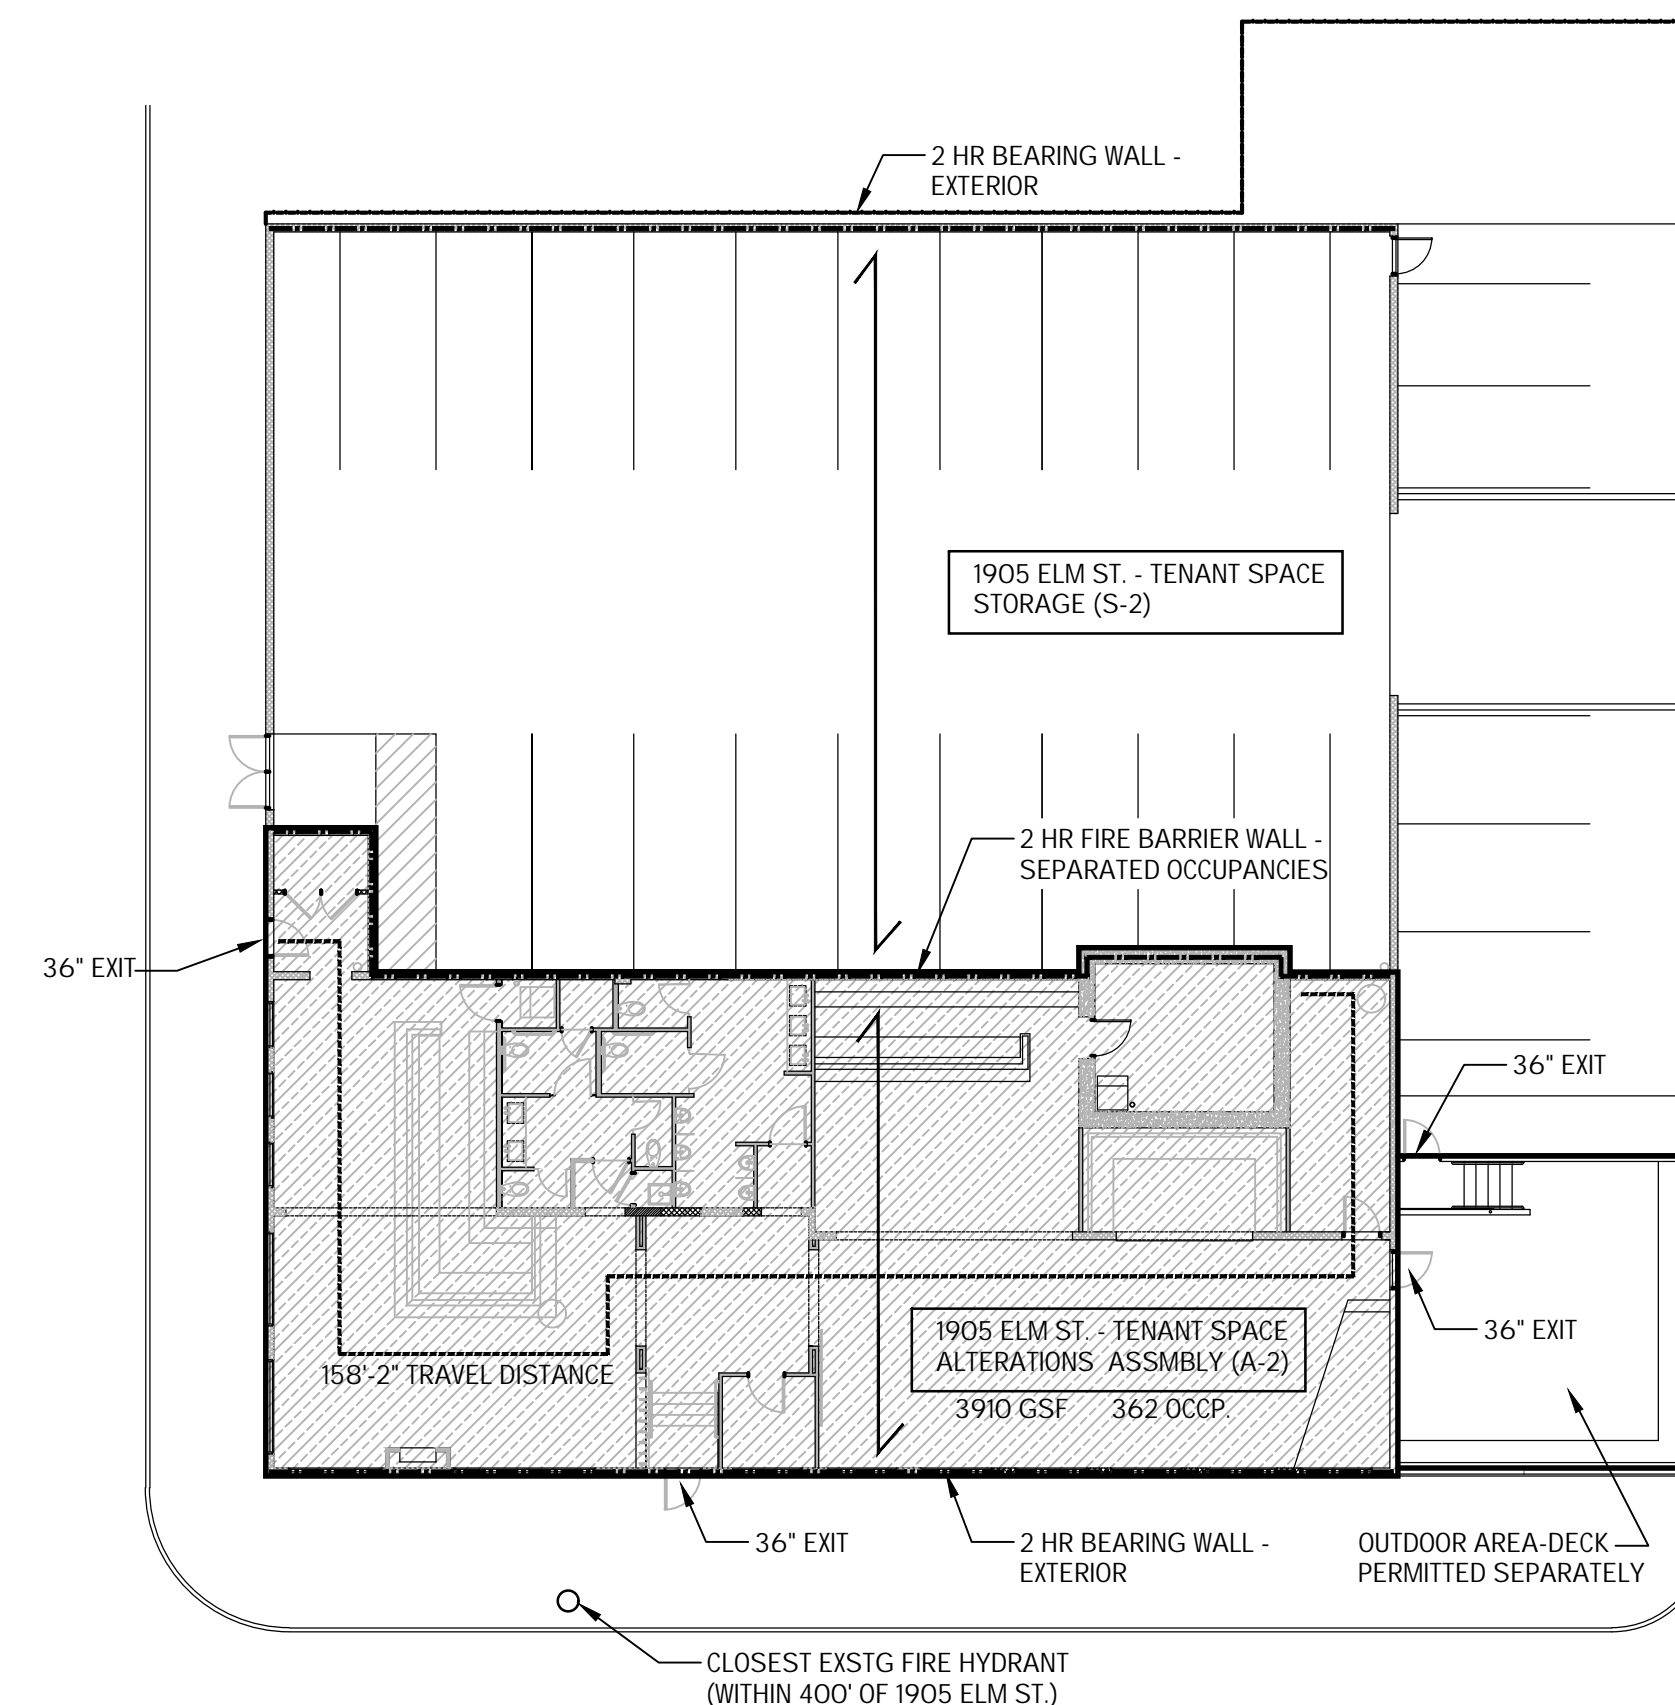 2 HR BEARING WALL -
EXTERIOR
1905 ELM ST. - TENANT SPACE
STORAGE (S-2)
2 HR FIRE BARRIER WALL -
SEPARATED OCCUPANCIES
36" EXIT
36" EXIT
36" EXIT
1905 ELM ST. - TENANT SPACE
ALTERATIONS ASSMBLY (A-2)
158'-2" TRAVEL DISTANCE
3910 GSF 362 OCCP.
36" EXIT
2 HR BEARING WALL -
EXTERIOR
OUTDOOR AREA-DECK
PERMITTED SEPARATELY
CLOSEST EXSTG FIRE HYDRANT
(WITHIN 400' OF 1905 ELM ST.)